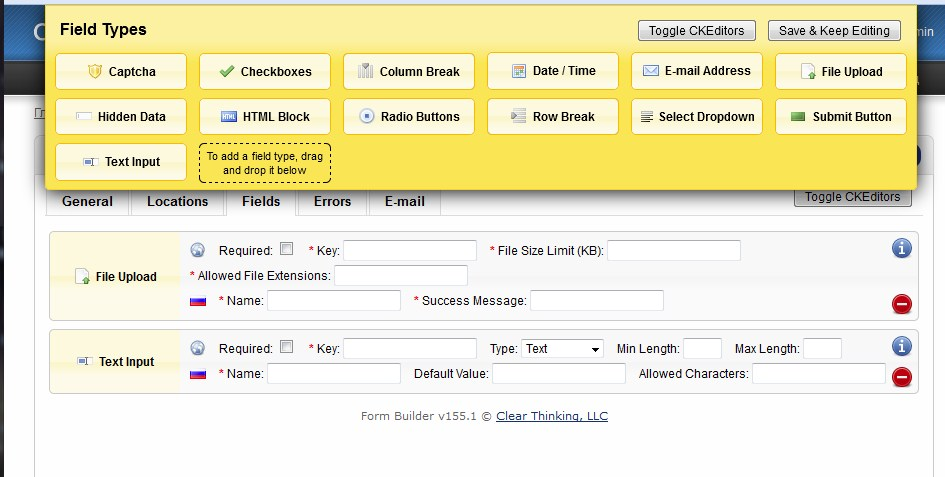 Field Types
Toggle CKEditors
Save & Keep Editing
Captcha
Checkboxes
Column Break
Date / Time
E-mail Address
File Upload
Hidden Data
HTML Block
Radio Buttons
Row Break
Select Dropdown
Submit Button
Text Input
To add a field type, drag
and drop it below
General
Locations
Fields
Errors
E-mail
Toggle CKEditors
File Upload
Required:
* Key:
* File Size Limit (KB):
* Allowed File Extensions:
* Name:
* Success Message:
Text Input
Required:
* Key:
Type: Text
Min Length:
Max Length:
* Name:
Default Value:
Allowed Characters:
Form Builder v155.1 © Clear Thinking, LLC